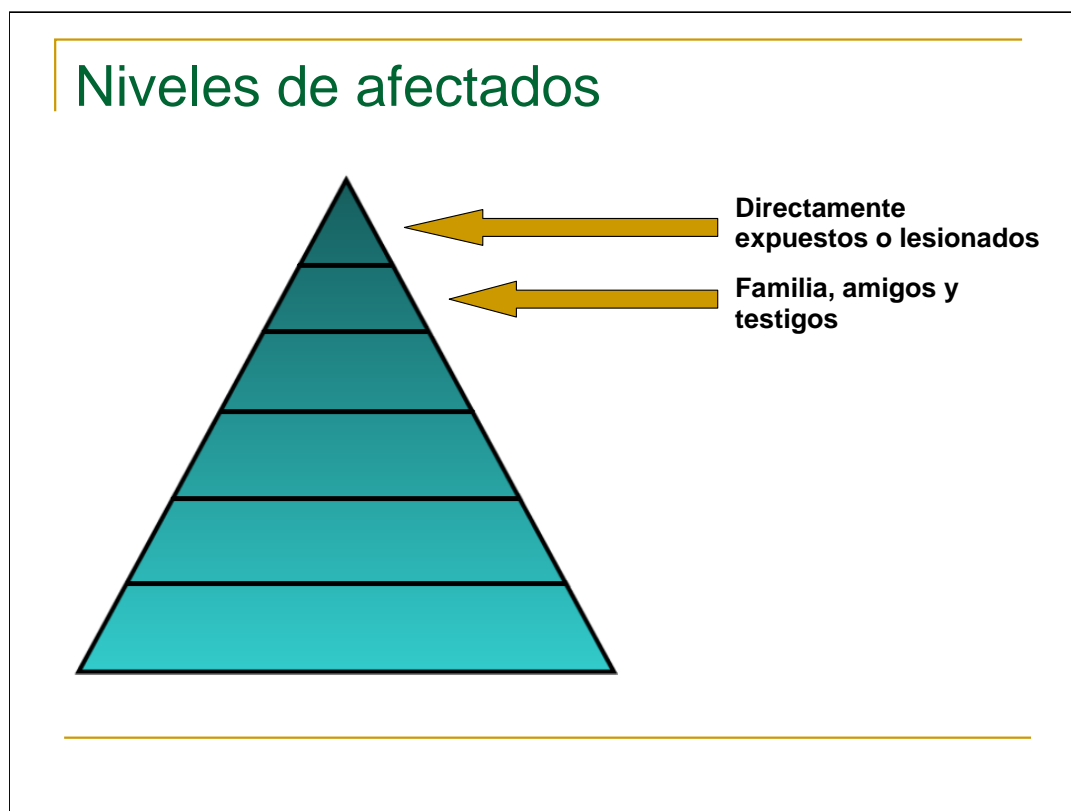 Niveles de afectados
Directamente
expuestos o lesionados
Familia, amigos y
testigos